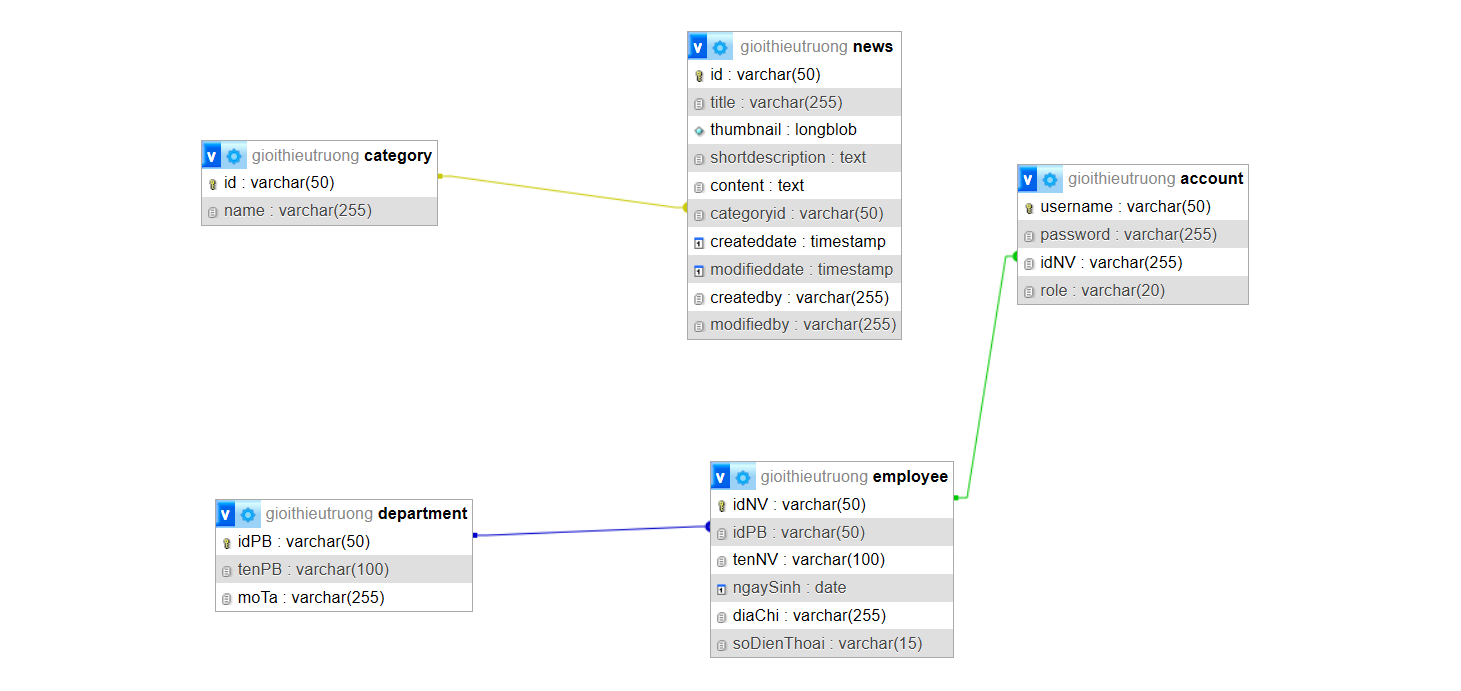 v gioithieutruong news
id : varchar(50)
title : varchar(255)
thumbnail : longblob
shortdescription : text
content : text
categoryid : varchar(50)
createddate : timestamp
modifieddate : timestamp
createdby : varchar(255)
modifiedby : varchar(255)
v gioithieutruong category
id : varchar(50)
name : varchar(255)
v gioithieutruong account
username : varchar(50)
password : varchar(255)
idNV : varchar(255)
role : varchar(20)
v gioithieutruong employee
idNV : varchar(50)
idPB : varchar(50)
tenNV : varchar(100)
ngaySinh : date
diaChi : varchar(255)
soDienThoai : varchar(15)
v gioithieutruong department
idPB : varchar(50)
tenPB : varchar(100)
moTa : varchar(255)